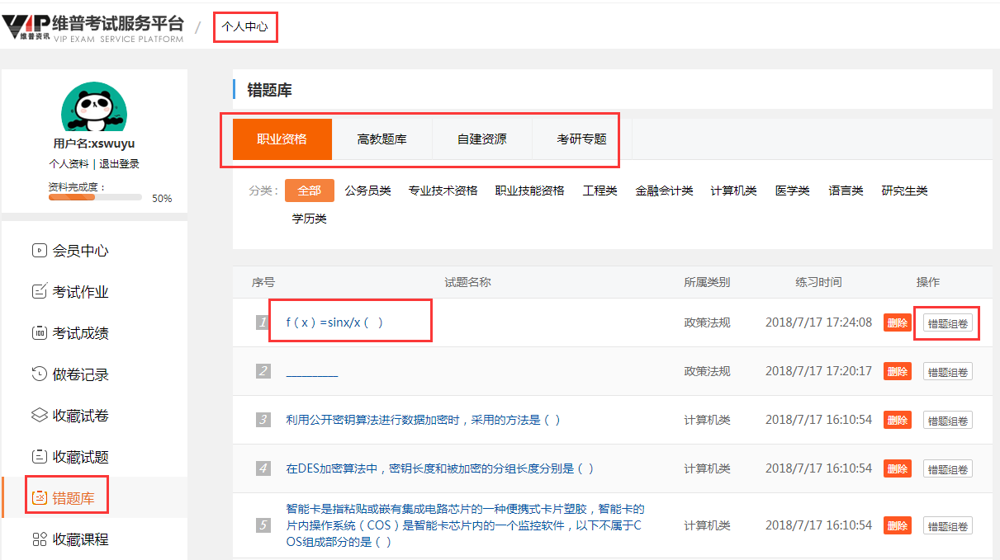 VIP 维普考试服务平台 / 个人中心
维普资讯 VIP EXAM SERVICE PLATFORM
用户名:xswuyu
个人资料 | 退出登录
资料完成度：
50%
会员中心
考试作业
考试成绩
做卷记录
收藏试卷
收藏试题
错题库
收藏课程
错题库
职业资格 高教题库 自建资源 考研专题
分类: 全部 公务员类 专业技术资格 职业技能资格 工程类 金融会计类 计算机类 医学类 语言类 研究生类
学历类
序号 试题名称 所属类别 练习时间 操作
1 f（x）=sinx/x（ ） 政策法规 2018/7/17 17:24:08 删除 错题组卷
2 _________ 政策法规 2018/7/17 17:20:17 删除 错题组卷
3 利用公开密钥算法进行数据加密时，采用的方法是（ ） 计算机类 2018/7/17 16:10:54 删除 错题组卷
4 在DES加密算法中，密钥长度和被加密的分组长度分别是（ ） 计算机类 2018/7/17 16:10:54 删除 错题组卷
智能卡是指粘贴或嵌有集成电路芯片的一种便携式卡片塑胶，智能卡的
5 片内操作系统（COS）是智能卡芯片内的一个监控软件，以下不属于C 计算机类 2018/7/17 16:10:54 删除 错题组卷
OS组成部分的是（ ）